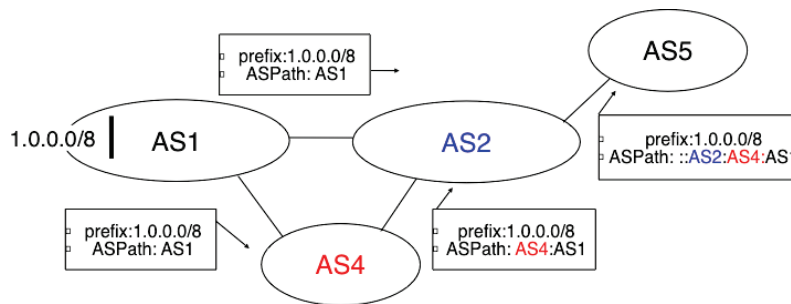 prefix:1.0.0.0/8
ASPath: AS1
AS5
1.0.0.0/8
AS1
AS2
prefix:1.0.0.0/8
ASPath: ::AS2:AS4:AS1
prefix:1.0.0.0/8
ASPath: AS1
AS4
prefix:1.0.0.0/8
ASPath: AS4:AS1